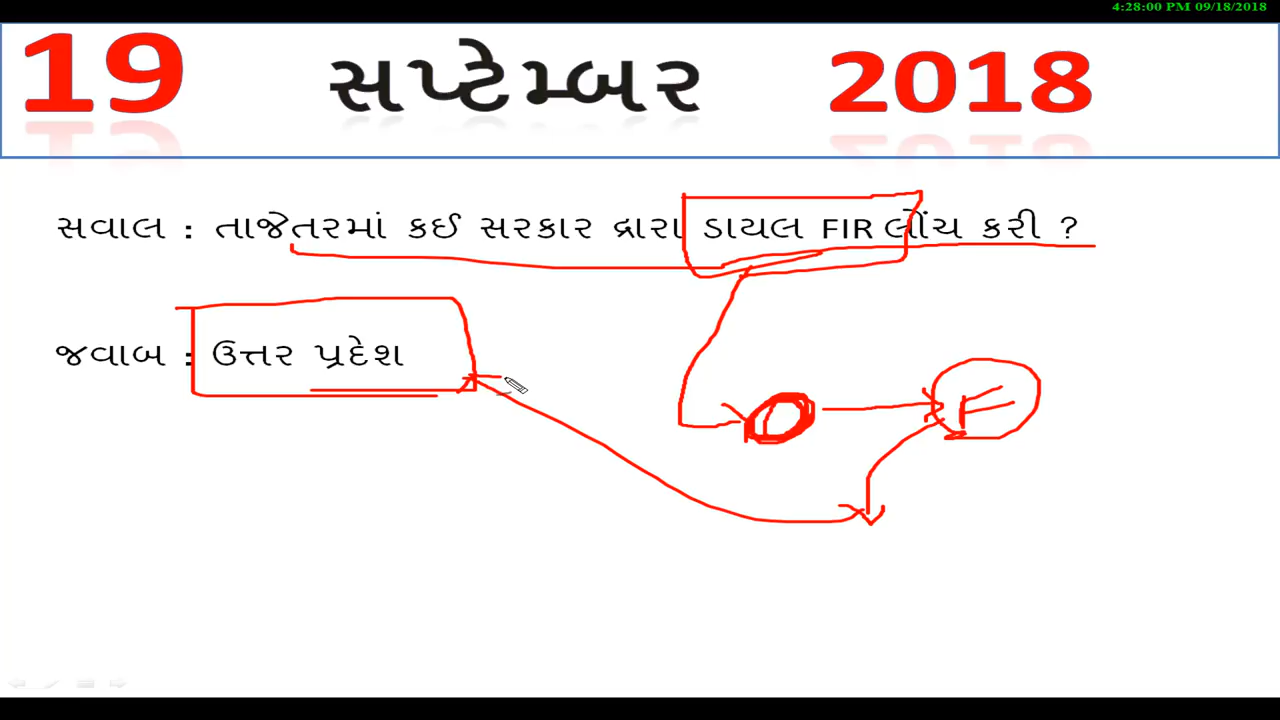 4:28:00 PM 09/18/2018
19 સપ્ટેમ્બર 2018
સવાલ : તાજેતરમાં કઈ સરકાર દ્રારા ડાયલ FIR લોંચ કરી ?
જવાબ : ઉત્તર પ્રદેશ
F